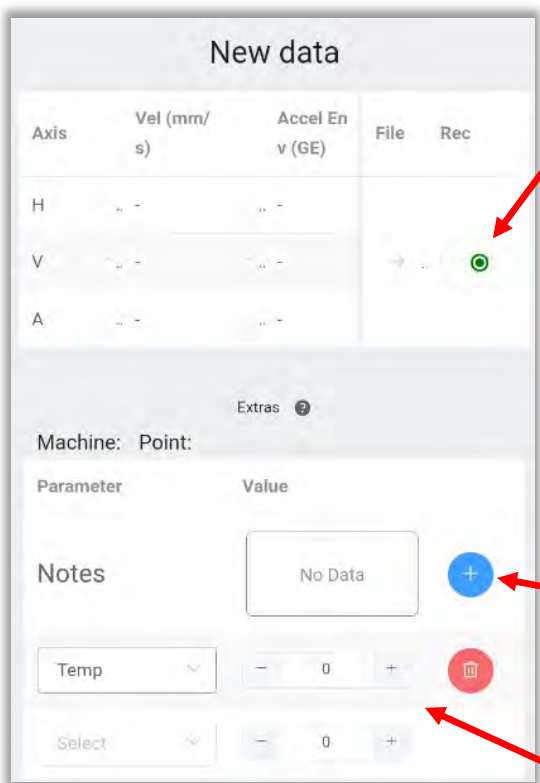 New data
Axis Vel (mm/ Accel En File Rec
s) v (GE)
H .. - .. -
V .. - .. - → ..
A .. - .. -
Extras ?
Machine: Point:
Parameter Value
Notes No Data +
Temp - 0 +
Select - 0 +